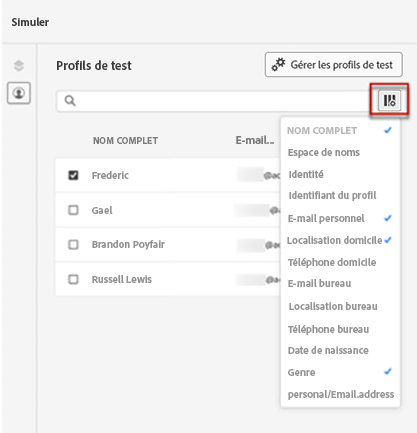 Simuler
Profils de test
Gérer les profils de test
NOM COMPLET
E-mail...
Frederic
Gael
Brandon Poyfair
Russell Lewis
NOM COMPLET
Espace de noms
Identité
Identifiant du profil
E-mail personnel
Localisation domicile
Téléphone domicile
E-mail bureau
Localisation bureau
Téléphone bureau
Date de naissance
Genre
personal/Email.address